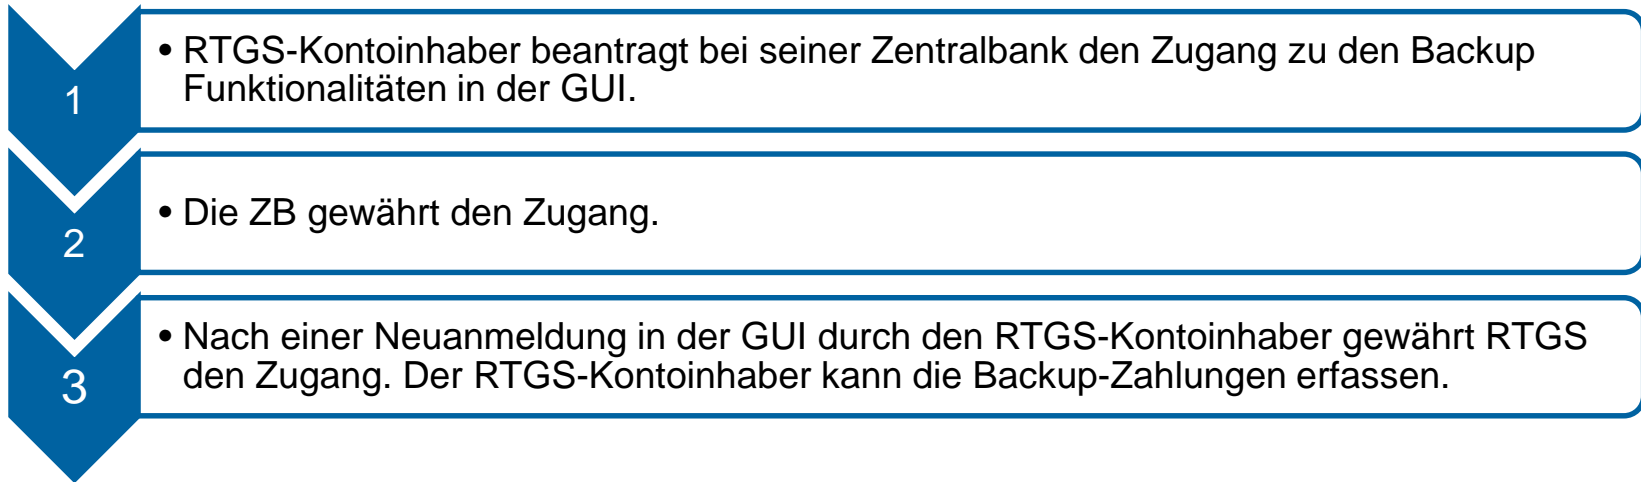 1
• RTGS-Kontoinhaber beantragt bei seiner Zentralbank den Zugang zu den Backup
Funktionalitäten in der GUI.
2
• Die ZB gewährt den Zugang.
3
• Nach einer Neuanmeldung in der GUI durch den RTGS-Kontoinhaber gewährt RTGS
den Zugang. Der RTGS-Kontoinhaber kann die Backup-Zahlungen erfassen.